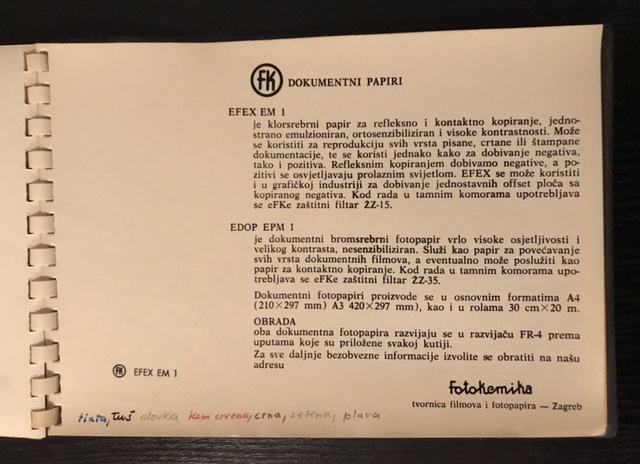 FK DOKUMENTNI PAPIRI
EFEX EM 1
je klorsrebrni papir za refleksno i kontaktno kopiranje, jedno-
strano emulzioniran, ortosenzibiliziran i visoke kontrastnosti. Može
se koristiti za reprodukciju svih vrsta pisane, crtane ili štampane
dokumentacije, te se koristi jednako kako za dobivanje negativa,
tako i pozitiva. Refleksnim kopiranjem dobivamo negative, a po-
zitivi se osvjetljavaju prolaznim svijetlom. EFEX se može koristiti
i u grafičkoj industriji za dobivanje jednostavnih offset ploča sa
kopiranog negativa. Kod rada u tamnim komorama upotrebljava
se eFKe zaštitni filtar ŽZ-15.
EDOP EPM 1
je dokumentni bromsrebrni fotopapir vrlo visoke osjetljivosti i
velikog kontrasta, nesenzibiliziran. Služi kao papir za povećavanje
svih vrsta dokumentnih filmova, a eventualno može poslužiti kao
papir za kontaktno kopiranje. Kod rada u tamnim komorama upo-
trebljava se eFKe zaštitni filtar ŽZ-35.
Dokumentni fotopapiri proizvode se u osnovnim formatima A4
(210×297 mm) A3 420×297 mm), kao i u rolama 30 cm×20 m.
OBRADA
oba dokumentna fotopapira razvijaju se u razvijaču FR-4 prema
uputama koje su priložene svakoj kutiji.
Za sve daljnje bezobvezne informacije izvolite se obratiti na našu
adresu
FK EFEX EM 1
Fotokemika
tvornica filmova i fotopapira — Zagreb
tinta, tuš olovka kem crvena, crna, zelena, plava